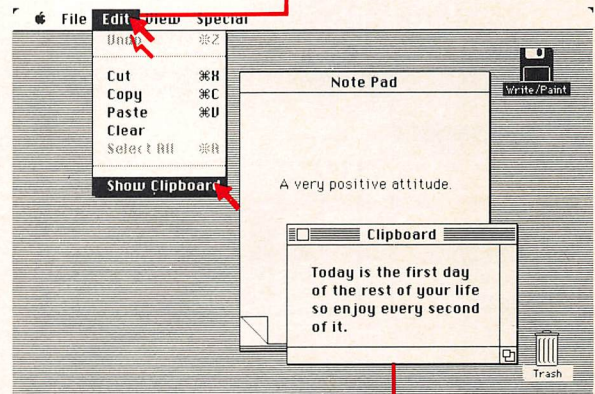 File Edit View Special
Undo ⌘Z
Cut ⌘X
Copy ⌘C
Paste ⌘V
Clear
Select All ⌘A
Show Clipboard
Note Pad
A very positive attitude.
Write/Paint
Clipboard
Today is the first day
of the rest of your life
so enjoy every second
of it.
Trash